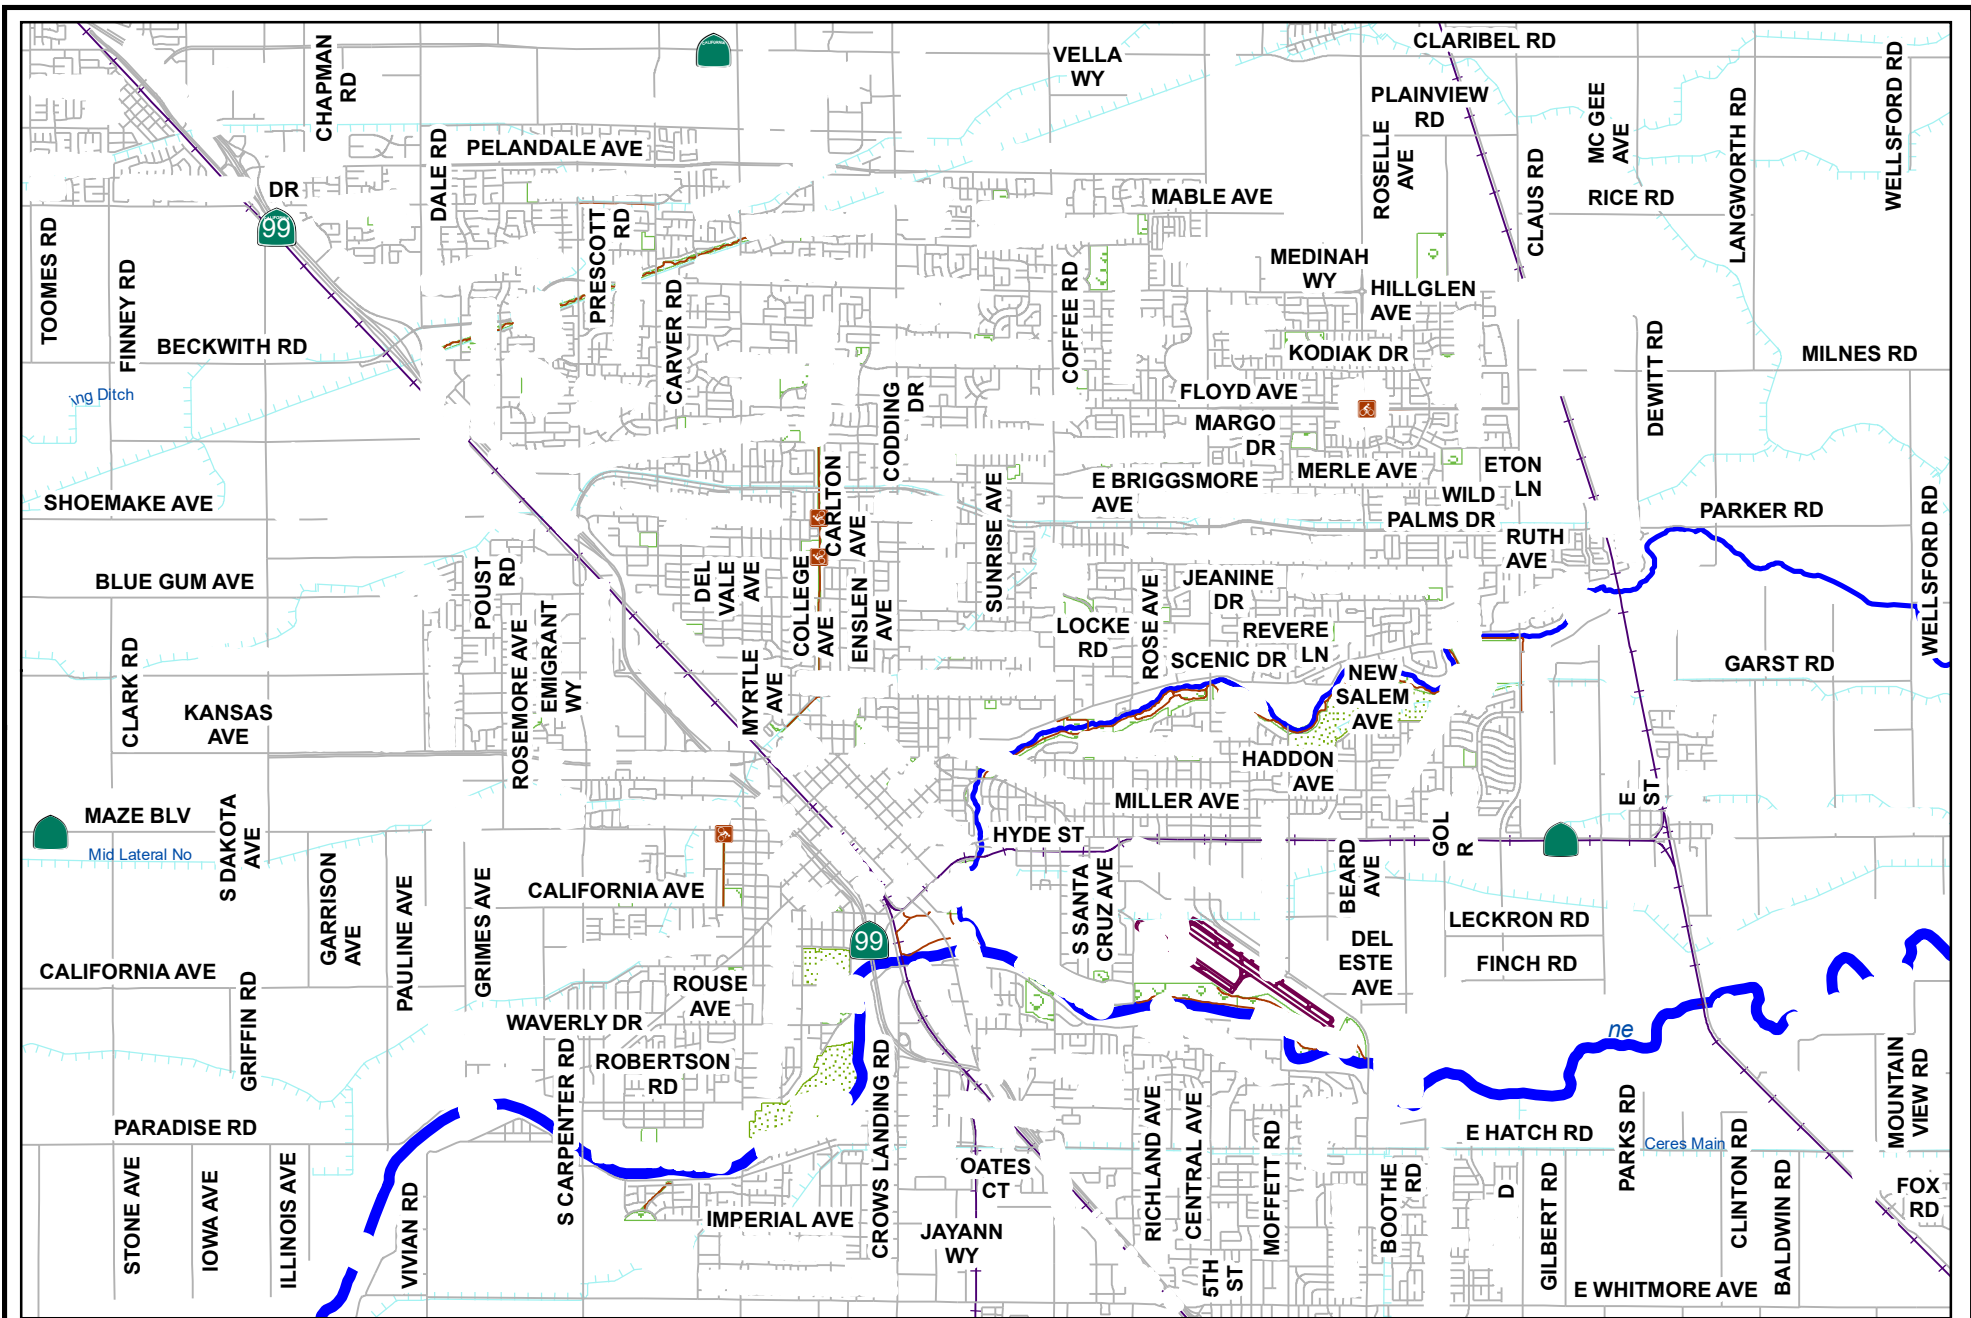 CLARIBEL RD
CHAPMAN
RD
CALIFORNIA
VELLA
WY
PLAINVIEW
RD
MC GEE
AVE
LANGWORTH RD
WELLSFORD RD
DALE RD
PELANDALE AVE
ROSELLE
AVE
CLAUS RD
DR
CALIFORNIA
99
MABLE AVE
RICE RD
TOOMES RD
FINNEY RD
PRESCOTT
RD
CARVER RD
COFFEE RD
MEDINAH
WY
HILLGLEN
AVE
BECKWITH RD
KODIAK DR
DEWITT RD
MILNES RD
ing Ditch
CODDING
DR
FLOYD AVE
MARGO
DR
MERLE AVE
ETON
LN
SHOEMAKE AVE
CARLTON
AVE
SUNRISE AVE
E BRIGGSMORE
AVE
WILD
PALMS DR
PARKER RD
WELLSFORD RD
RUTH
AVE
BLUE GUM AVE
POUST
RD
DEL
VALE
AVE
COLLEGE
AVE
ENSLEN
AVE
JEANINE
DR
ROSE AVE
LOCKE
RD
REVERE
LN
SCENIC DR
NEW
SALEM
AVE
GARST RD
CLARK RD
KANSAS
AVE
ROSEMORE AVE
EMIGRANT
WY
MYRTLE
AVE
HADDON
AVE
MILLER AVE
E
ST
MAZE BLV
Mid Lateral No
S DAKOTA
AVE
HYDE ST
GOL
R
BEARD
AVE
GARRISON
AVE
PAULINE AVE
GRIMES AVE
CALIFORNIA AVE
S SANTA
CRUZ AVE
LECKRON RD
99
DEL
ESTE
AVE
FINCH RD
CALIFORNIA AVE
GRIFFIN RD
ROUSE
AVE
WAVERLY DR
ROBERTSON
RD
ne
MOUNTAIN
VIEW RD
PARADISE RD
S CARPENTER RD
CROWS LANDING RD
RICHLAND AVE
CENTRAL AVE
MOFFETT RD
E HATCH RD
PARKS RD
Ceres Main
CLINTON RD
STONE AVE
IOWA AVE
ILLINOIS AVE
VIVIAN RD
IMPERIAL AVE
OATES
CT
JAYANN
WY
5TH
ST
BOOTHE
RD
D
GILBERT RD
BALDWIN RD
FOX
RD
E WHITMORE AVE